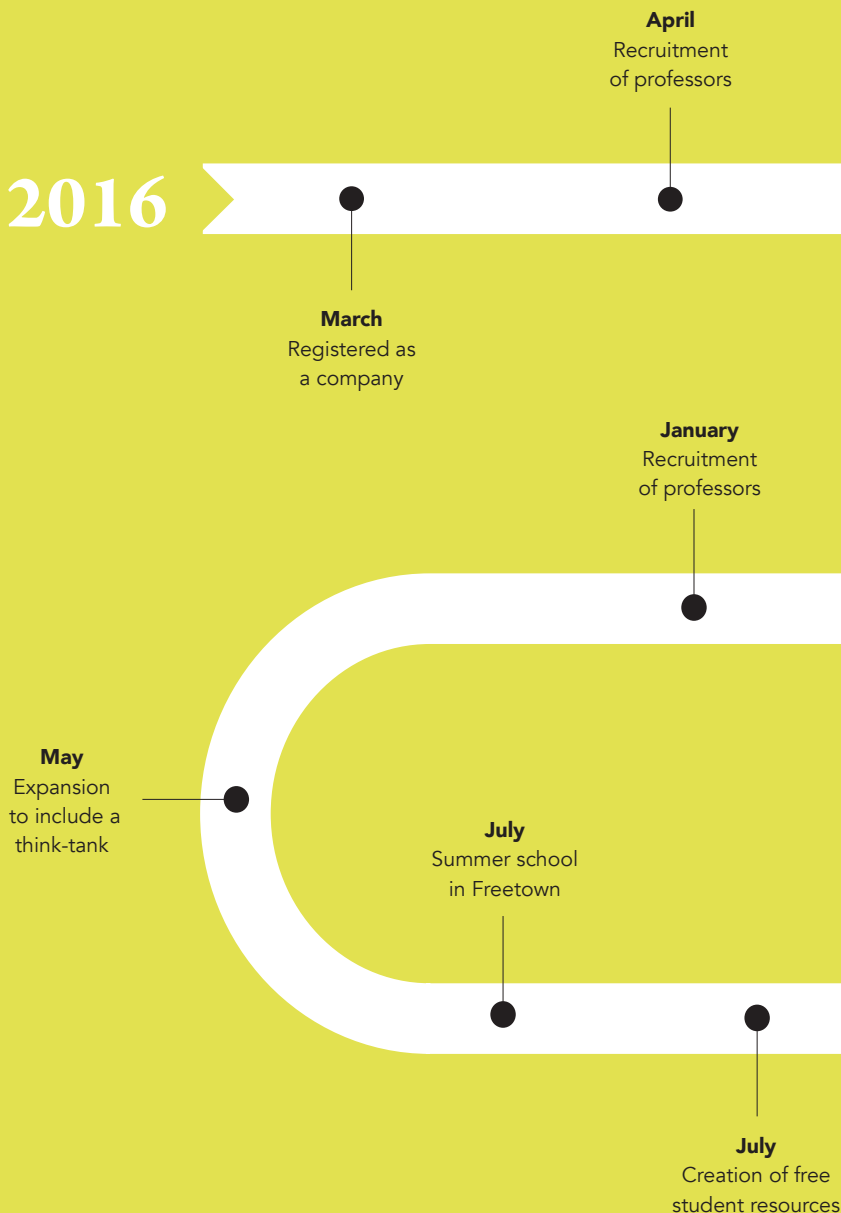 April
Recruitment
of professors
2016
March
Registered as
a company
January
Recruitment
of professors
May
Expansion
to include a
think-tank
July
Summer school
in Freetown
July
Creation of free
student resources